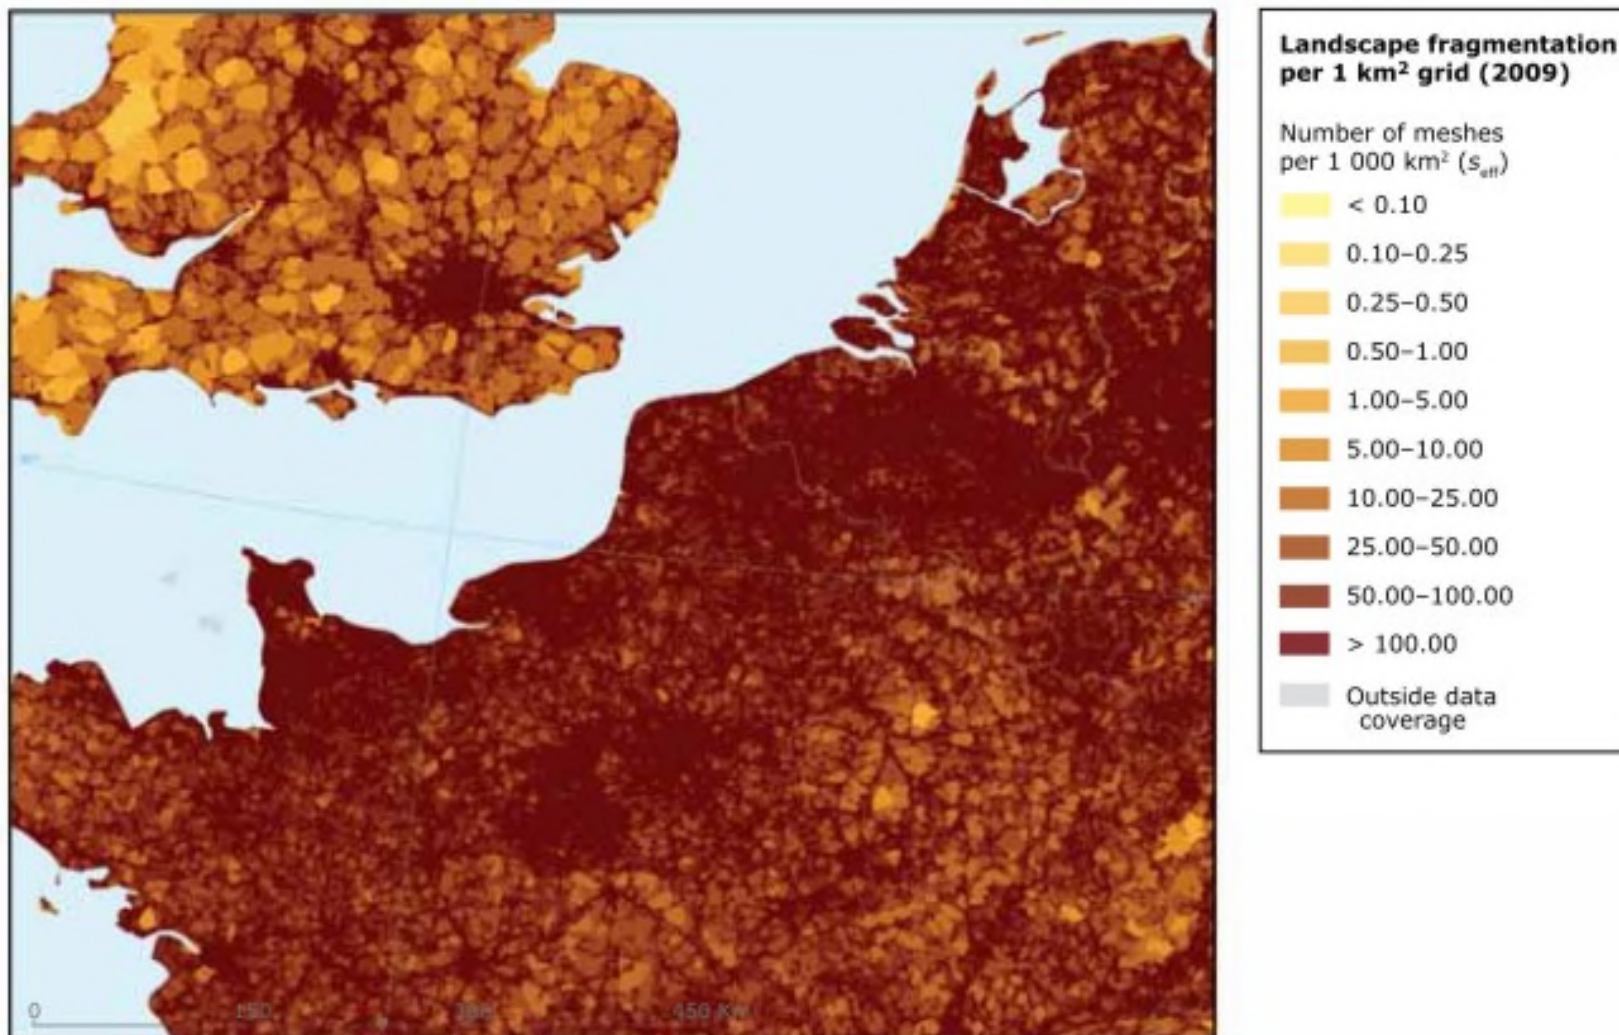 Landscape fragmentation
per 1 km² grid (2009)
Number of meshes
per 1 000 km² (s_eff)
< 0.10
0.10–0.25
0.25–0.50
0.50–1.00
1.00–5.00
5.00–10.00
10.00–25.00
25.00–50.00
50.00–100.00
> 100.00
Outside data
coverage
0 150 300 450 Km